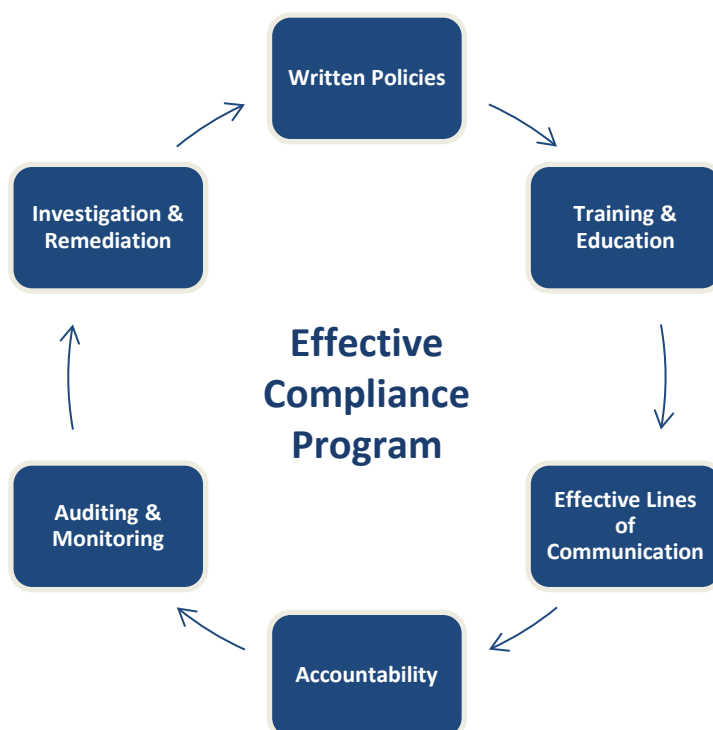 Written Policies
Training &
Education
Effective Lines
of
Communication
Accountability
Auditing &
Monitoring
Investigation &
Remediation
Effective
Compliance
Program